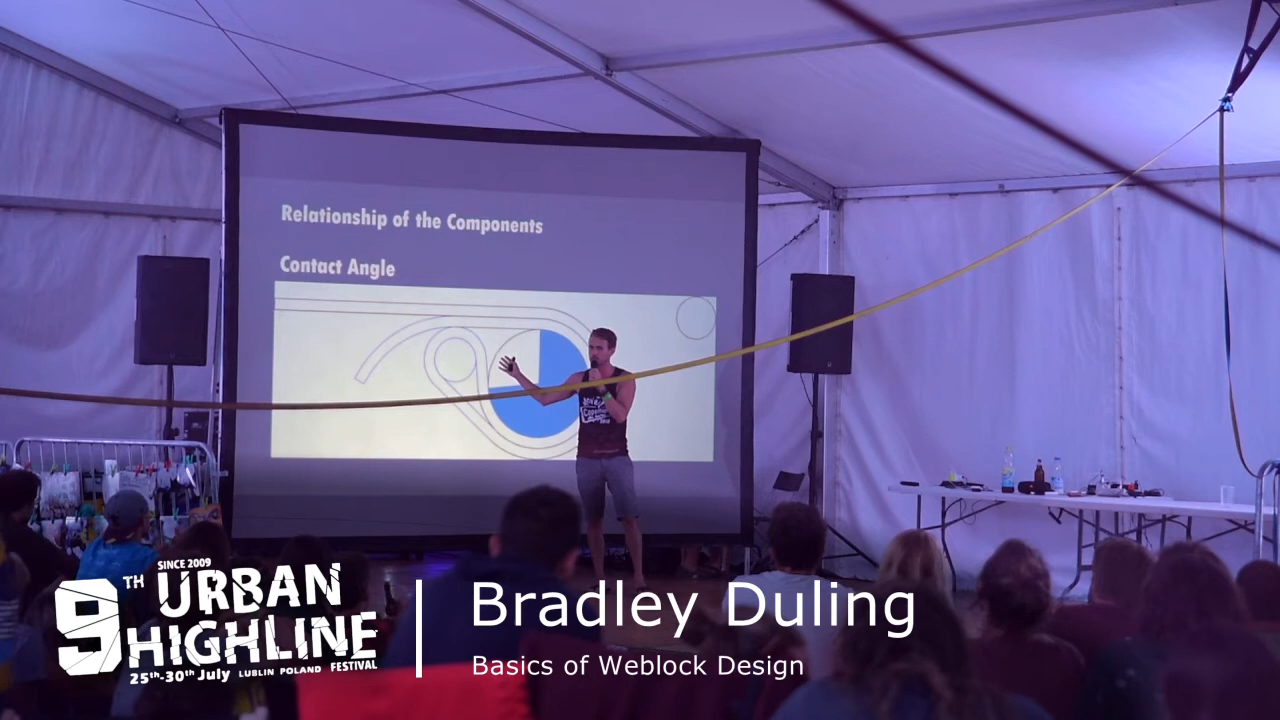 Relationship of the Components
Contact Angle
SINCE 2009
9TH URBAN
HIGHLINE
25th-30th July LUBLIN POLAND FESTIVAL
Bradley Duling
Basics of Weblock Design